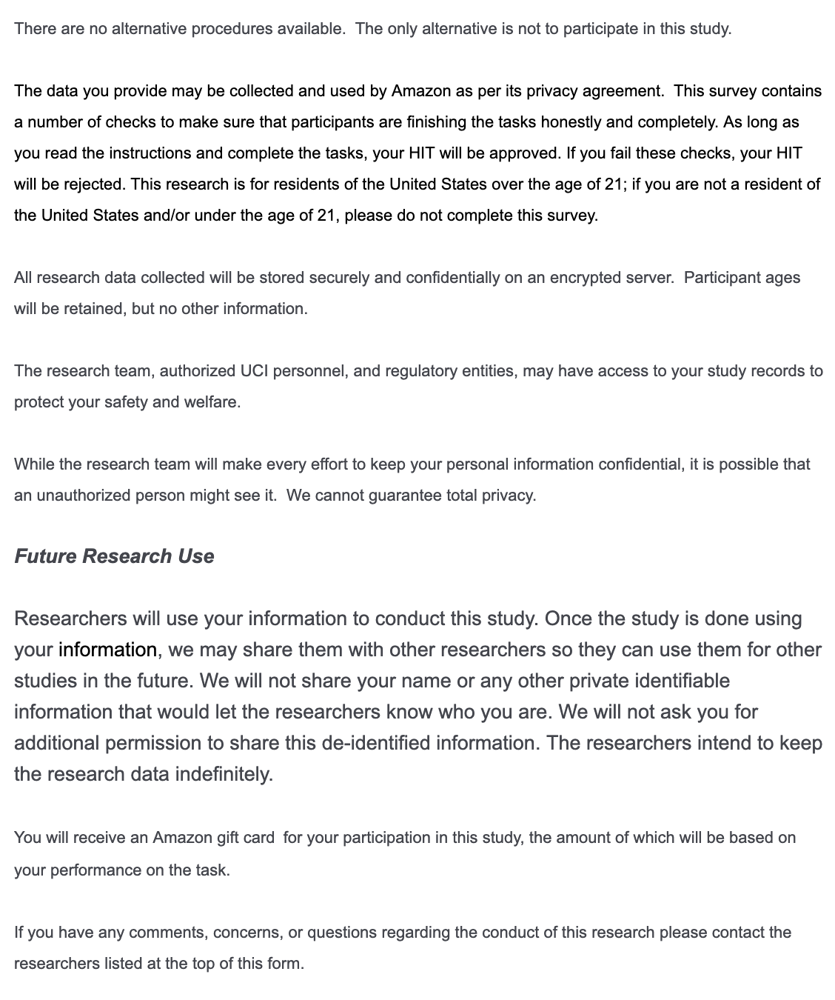 There are no alternative procedures available.  The only alternative is not to participate in this study.
The data you provide may be collected and used by Amazon as per its privacy agreement.  This survey contains
a number of checks to make sure that participants are finishing the tasks honestly and completely. As long as
you read the instructions and complete the tasks, your HIT will be approved. If you fail these checks, your HIT
will be rejected. This research is for residents of the United States over the age of 21; if you are not a resident of
the United States and/or under the age of 21, please do not complete this survey.
All research data collected will be stored securely and confidentially on an encrypted server.  Participant ages
will be retained, but no other information.
The research team, authorized UCI personnel, and regulatory entities, may have access to your study records to
protect your safety and welfare.
While the research team will make every effort to keep your personal information confidential, it is possible that
an unauthorized person might see it.  We cannot guarantee total privacy.
Future Research Use
Researchers will use your information to conduct this study. Once the study is done using
your information, we may share them with other researchers so they can use them for other
studies in the future. We will not share your name or any other private identifiable
information that would let the researchers know who you are. We will not ask you for
additional permission to share this de-identified information. The researchers intend to keep
the research data indefinitely.
You will receive an Amazon gift card  for your participation in this study, the amount of which will be based on
your performance on the task.
If you have any comments, concerns, or questions regarding the conduct of this research please contact the
researchers listed at the top of this form.